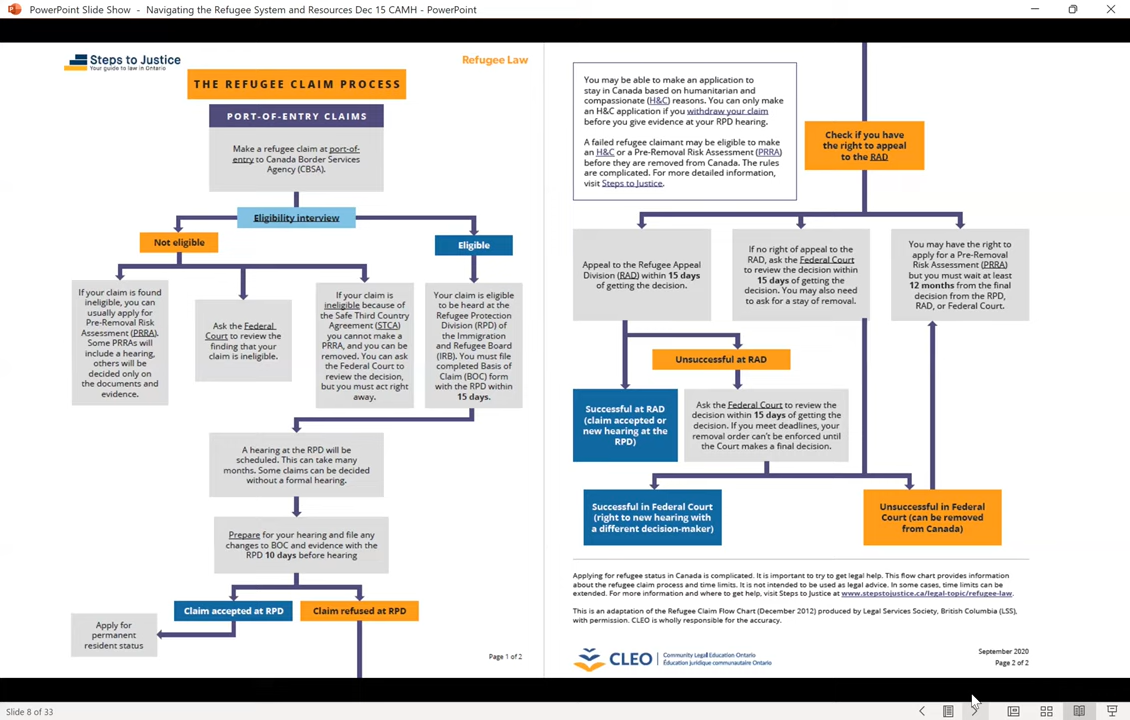 PowerPoint Slide Show - Navigating the Refugee System and Resources Dec 15 CAMH - PowerPoint
Steps to Justice
Your guide to law in Ontario
Refugee Law
THE REFUGEE CLAIM PROCESS
PORT-OF-ENTRY CLAIMS
Make a refugee claim at port-of-
entry to Canada Border Services
Agency (CBSA).
Eligibility interview
Not eligible
Eligible
If your claim is found
ineligible, you can
usually apply for
Pre-Removal Risk
Assessment (PRRA).
Some PRRAs will
include a hearing,
others will be
decided only on
the documents and
evidence.
Ask the Federal
Court to review the
finding that your
claim is ineligible.
If your claim is
ineligible because of
the Safe Third Country
Agreement (STCA)
you cannot make a
PRRA, and you can be
removed. You can ask
the Federal Court to
review the decision,
but you must act right
away.
Your claim is eligible
to be heard at the
Refugee Protection
Division (RPD) of
the Immigration
and Refugee Board
(IRB). You must file
completed Basis of
Claim (BOC) form
with the RPD within
15 days.
A hearing at the RPD will be
scheduled. This can take many
months. Some claims can be decided
without a formal hearing.
Prepare for your hearing and file any
changes to BOC and evidence with the
RPD 10 days before hearing
Claim accepted at RPD
Claim refused at RPD
Apply for
permanent
resident status
Page 1 of 2
You may be able to make an application to
stay in Canada based on humanitarian and
compassionate (H&C) reasons. You can only make
an H&C application if you withdraw your claim
before you give evidence at your RPD hearing.
A failed refugee claimant may be eligible to make
an H&C or a Pre-Removal Risk Assessment (PRRA)
before they are removed from Canada. The rules
are complicated. For more detailed information,
visit Steps to Justice.
Check if you have
the right to appeal
to the RAD
Appeal to the Refugee Appeal
Division (RAD) within 15 days
of getting the decision.
If no right of appeal to the
RAD, ask the Federal Court
to review the decision within
15 days of getting the
decision. You may also need
to ask for a stay of removal.
You may have the right to
apply for a Pre-Removal
Risk Assessment (PRRA)
but you must wait at least
12 months from the final
decision from the RPD,
RAD, or Federal Court.
Unsuccessful at RAD
Successful at RAD
(claim accepted or
new hearing at the
RPD)
Ask the Federal Court to review the
decision within 15 days of getting the
decision. If you meet deadlines, your
removal order can't be enforced until
the Court makes a final decision.
Successful in Federal Court
(right to new hearing with
a different decision-maker)
Unsuccessful in Federal
Court (can be removed
from Canada)
Applying for refugee status in Canada is complicated. It is important to try to get legal help. This flow chart provides information
about the refugee claim process and time limits. It is not intended to be used as legal advice. In some cases, time limits can be
extended. For more information and where to get help, visit Steps to Justice at www.stepstojustice.ca/legal-topic/refugee-law.
This is an adaptation of the Refugee Claim Flow Chart (December 2012) produced by Legal Services Society, British Columbia (LSS),
with permission. CLEO is wholly responsible for the accuracy.
CLEO
Community Legal Education Ontario
Éducation juridique communautaire Ontario
September 2020
Page 2 of 2
Slide 8 of 33